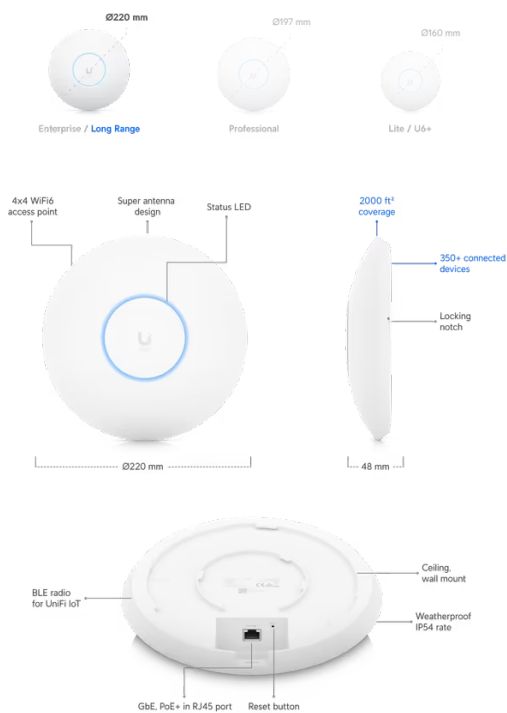 Ø220 mm
Ø197 mm
Ø160 mm
Enterprise / Long Range
Professional
Lite / U6+
4x4 WiFi6
access point
Super antenna
design
Status LED
2000 ft²
coverage
350+ connected
devices
Locking
notch
Ø220 mm
48 mm
BLE radio
for UniFi IoT
Ceiling,
wall mount
Weatherproof
IP54 rate
GbE, PoE+ in RJ45 port
Reset button